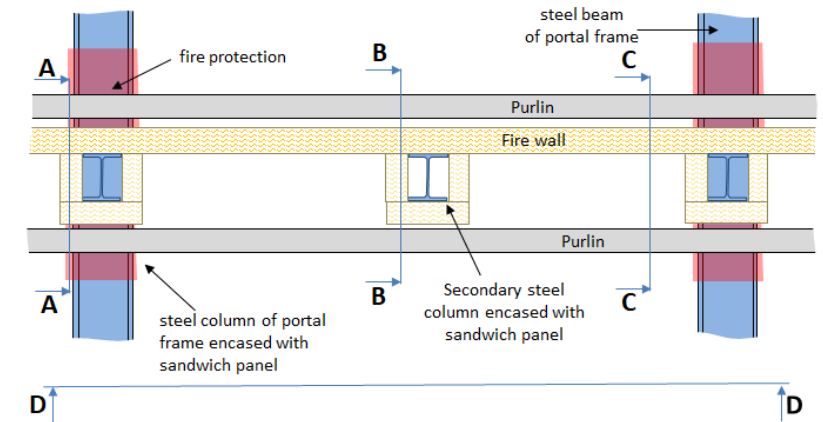 steel beam
of portal frame
A
fire protection
B
C
Purlin
Fire wall
Purlin
A
B
C
Secondary steel
column encased with
sandwich panel
steel column of portal
frame encased with
sandwich panel
D
D